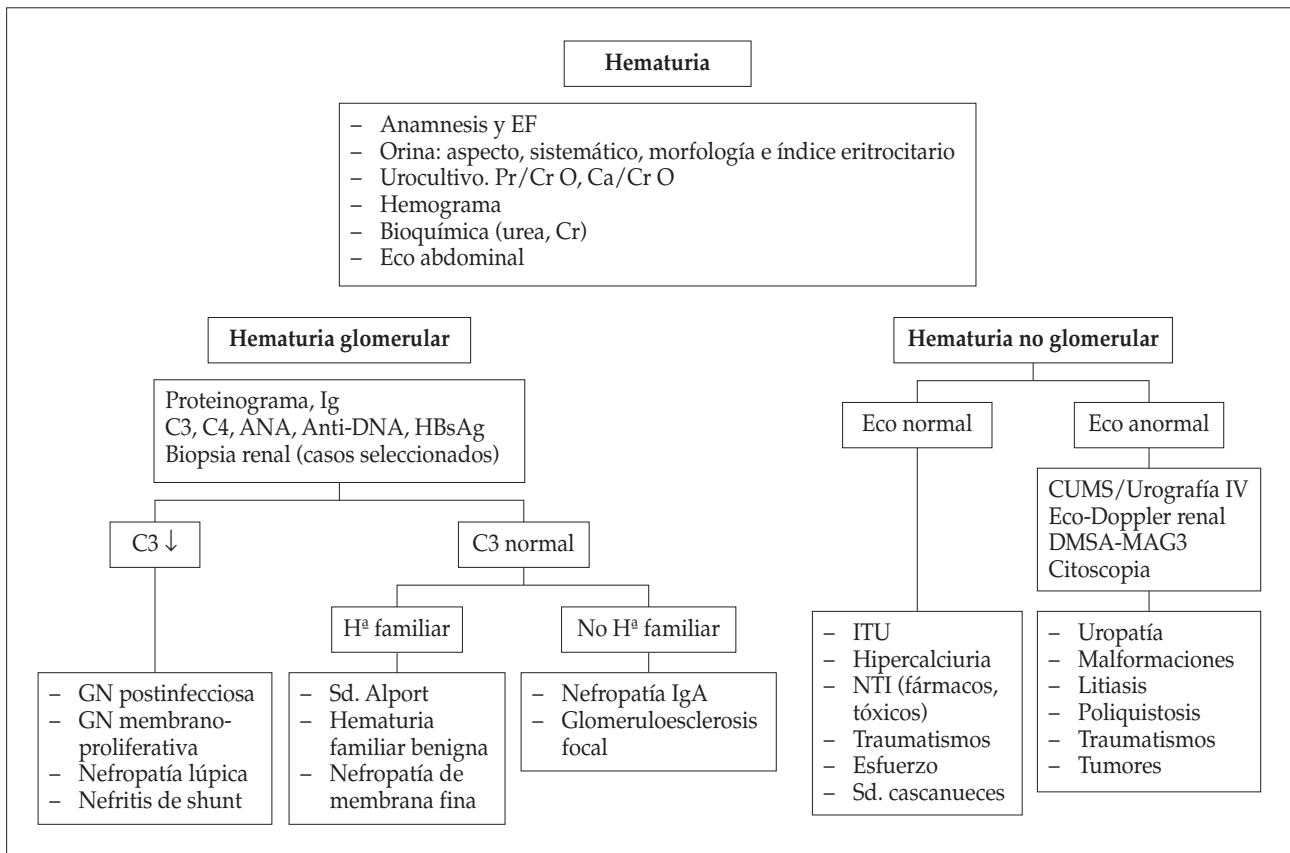 Hematuria
– Anamnesis y EF
– Orina: aspecto, sistemático, morfología e índice eritrocitario
– Urocultivo. Pr/Cr O, Ca/Cr O
– Hemograma
– Bioquímica (urea, Cr)
– Eco abdominal
Hematuria glomerular
Proteinograma, Ig
C3, C4, ANA, Anti-DNA, HBsAg
Biopsia renal (casos seleccionados)
C3 ↓
C3 normal
Hª familiar
No Hª familiar
– GN postinfecciosa
– GN membrano-
proliferativa
– Nefropatía lúpica
– Nefritis de shunt
– Sd. Alport
– Hematuria
familiar benigna
– Nefropatía de
membrana fina
– Nefropatía IgA
– Glomeruloesclerosis
focal
Hematuria no glomerular
Eco normal
Eco anormal
CUMS/Urografía IV
Eco-Doppler renal
DMSA-MAG3
Citoscopia
– ITU
– Hipercalciuria
– NTI (fármacos,
tóxicos)
– Traumatismos
– Esfuerzo
– Sd. cascanueces
– Uropatía
– Malformaciones
– Litiasis
– Poliquistosis
– Traumatismos
– Tumores